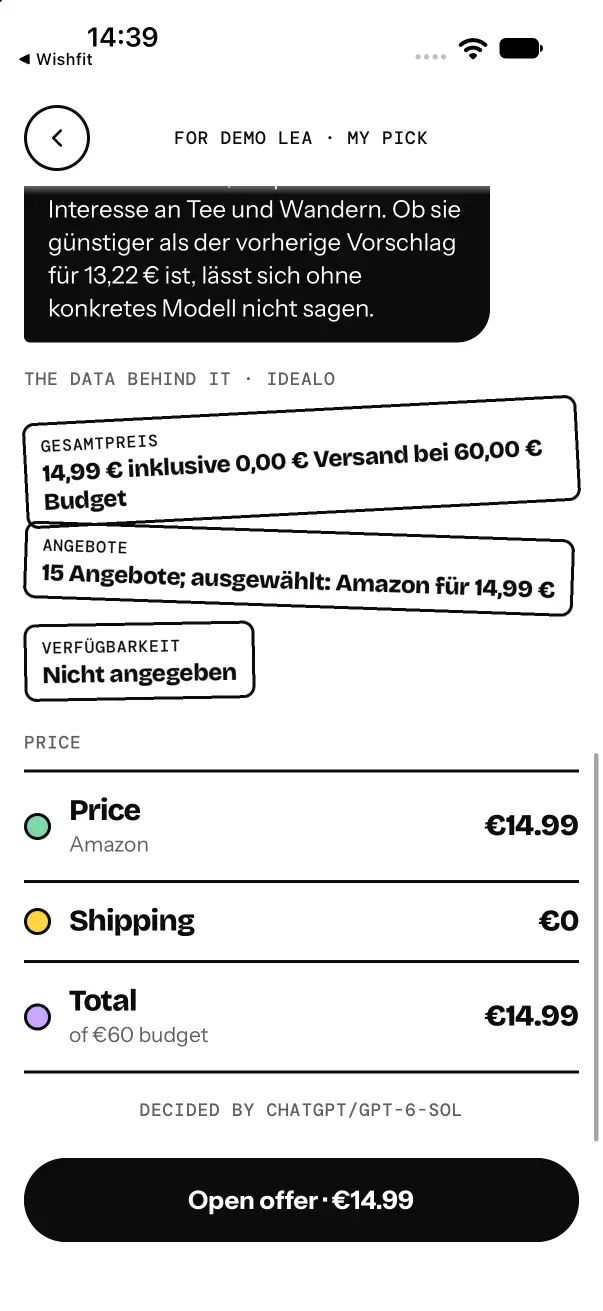 14:39
◀ Wishfit
FOR DEMO LEA · MY PICK
Interesse an Tee und Wandern. Ob sie
günstiger als der vorherige Vorschlag
für 13,22 € ist, lässt sich ohne
konkretes Modell nicht sagen.
THE DATA BEHIND IT · IDEALO
GESAMTPREIS
14,99 € inklusive 0,00 € Versand bei 60,00 €
Budget
ANGEBOTE
15 Angebote; ausgewählt: Amazon für 14,99 €
VERFÜGBARKEIT
Nicht angegeben
PRICE
Price
€14.99
Amazon
Shipping
€0
Total
€14.99
of €60 budget
DECIDED BY CHATGPT/GPT-6-SOL
Open offer · €14.99